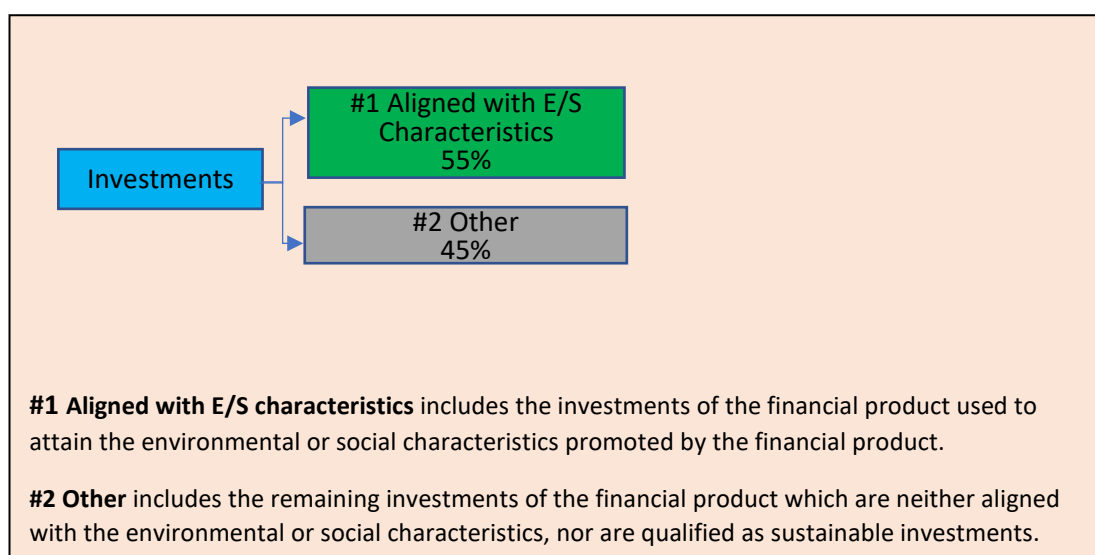 #1 Aligned with E/S
Characteristics
55%
Investments
#2 Other
45%
#1 Aligned with E/S characteristics includes the investments of the financial product used to
attain the environmental or social characteristics promoted by the financial product.
#2 Other includes the remaining investments of the financial product which are neither aligned
with the environmental or social characteristics, nor are qualified as sustainable investments.